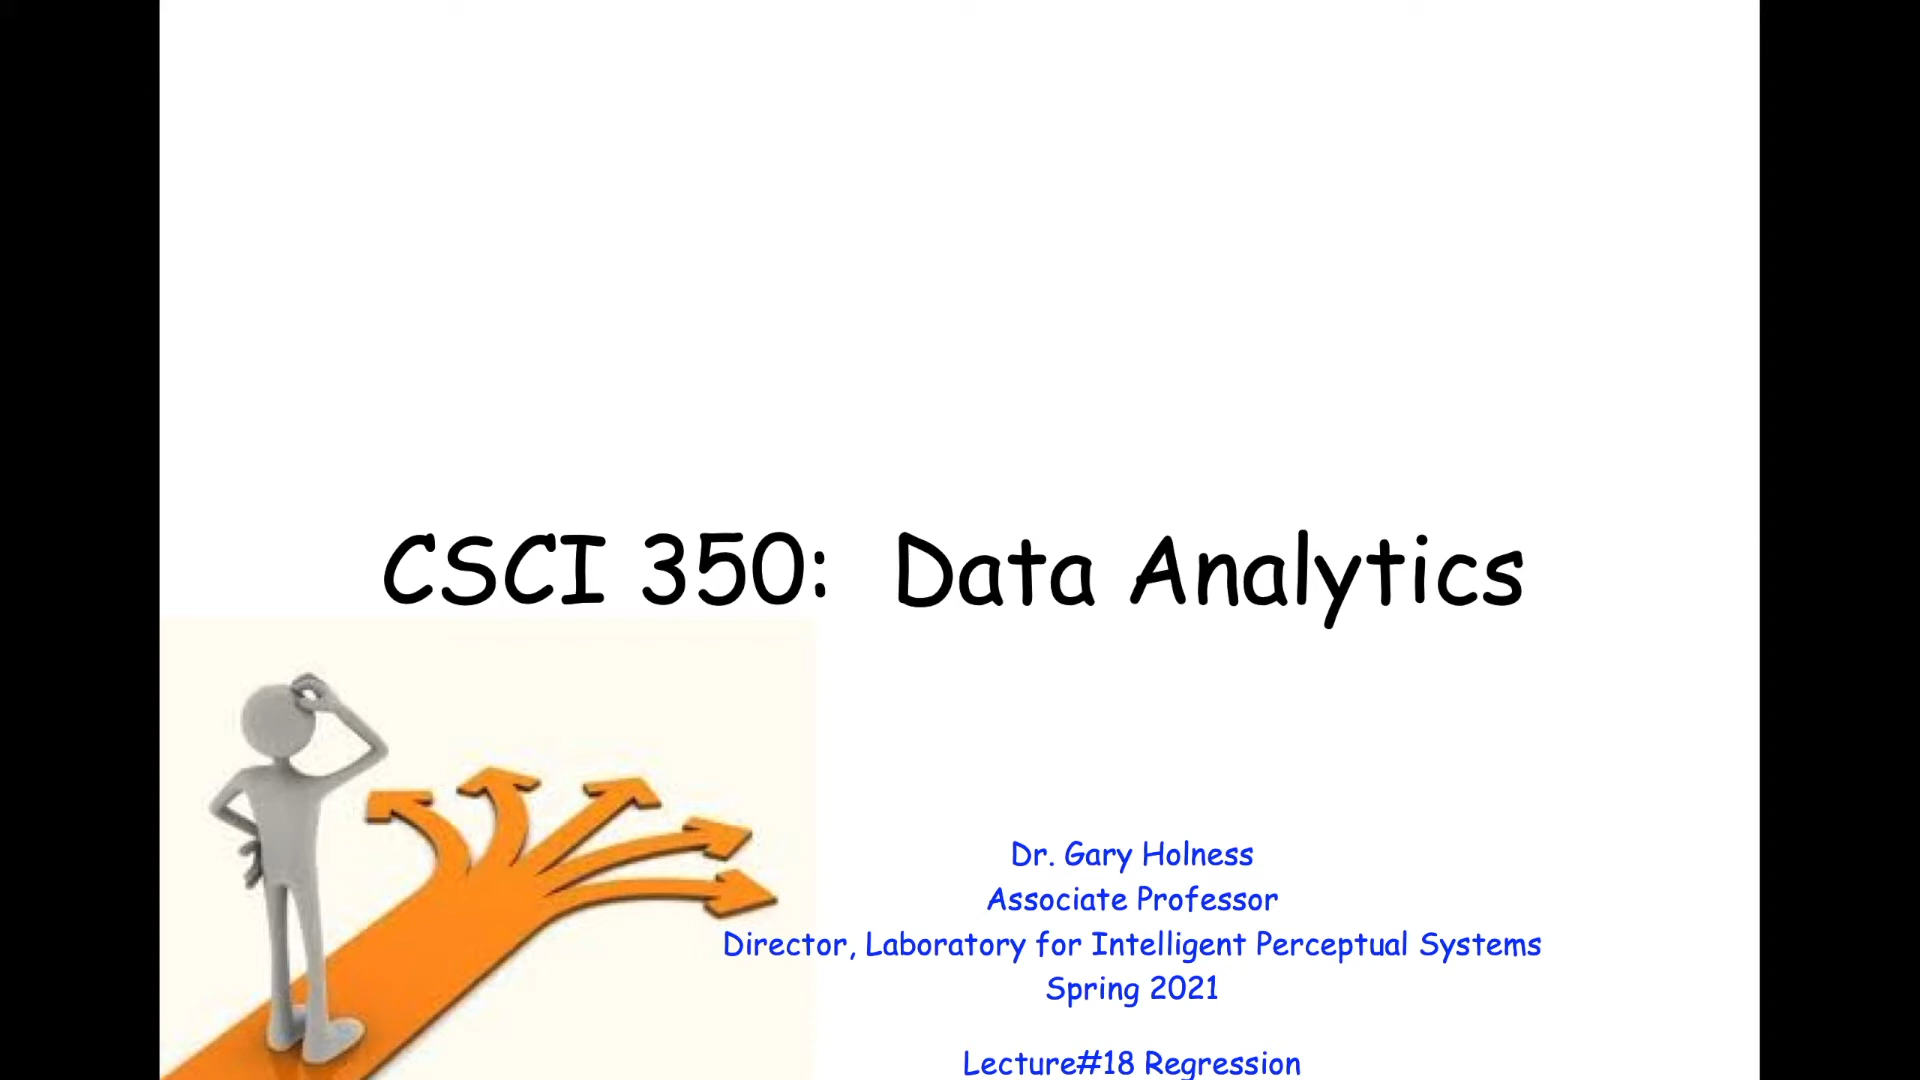 CSCI 350: Data Analytics
Dr. Gary Holness
Associate Professor
Director, Laboratory for Intelligent Perceptual Systems
Spring 2021
Lecture#18 Regression